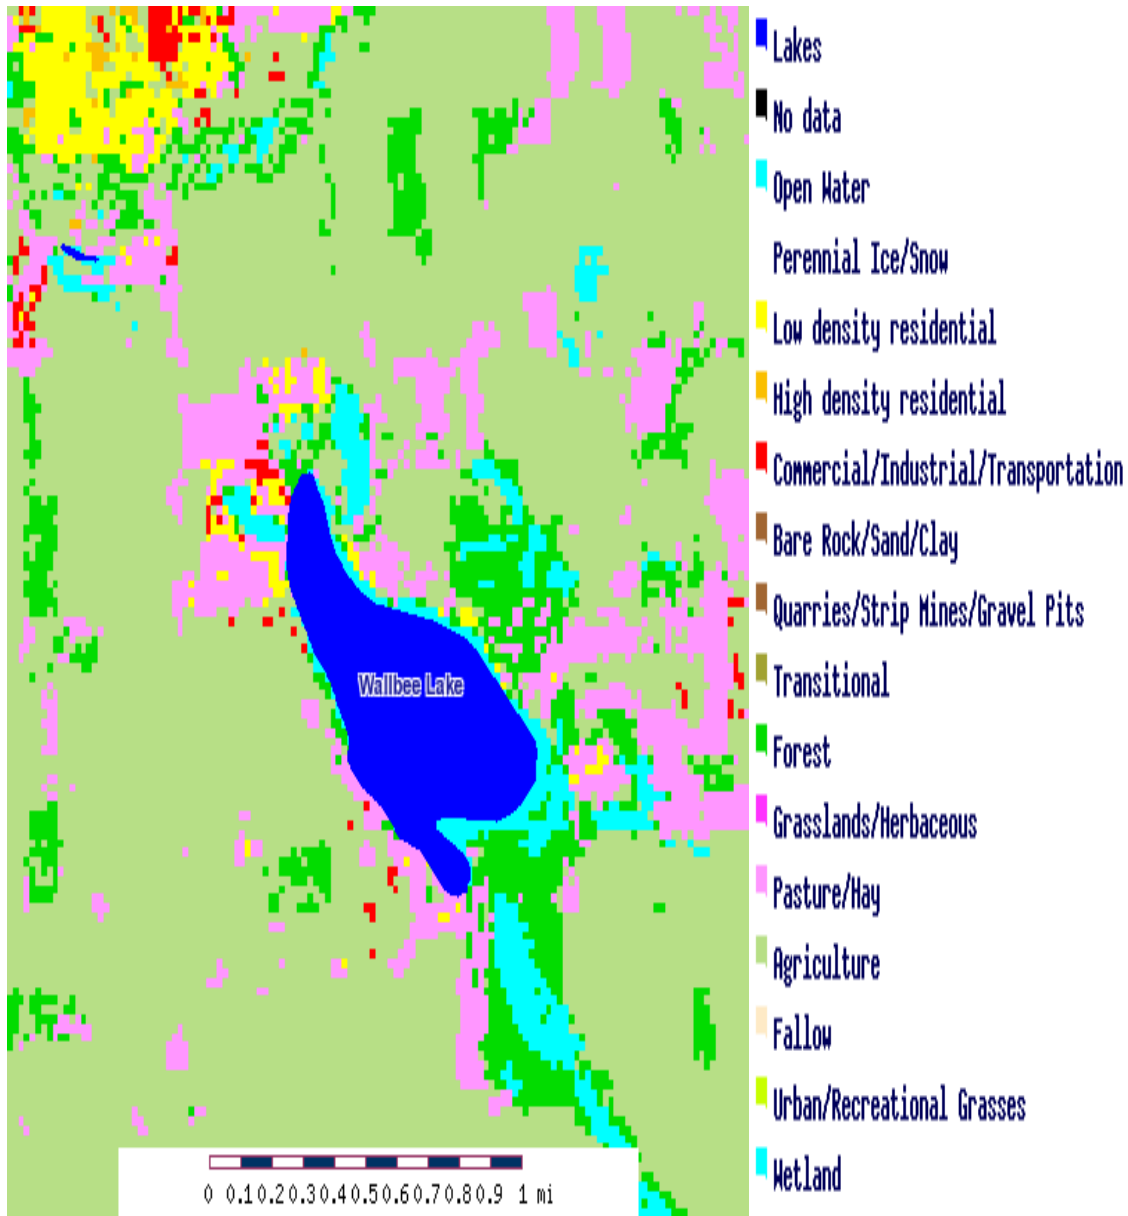 Lakes
No data
Open Water
Perennial Ice/Snow
Low density residential
High density residential
Commercial/Industrial/Transportation
Bare Rock/Sand/Clay
Quarries/Strip Mines/Gravel Pits
Transitional
Forest
Grasslands/Herbaceous
Pasture/Hay
Agriculture
Fallow
Urban/Recreational Grasses
Wetland
Wallbee Lake
0 0.1 0.2 0.3 0.4 0.5 0.6 0.7 0.8 0.9 1 mi